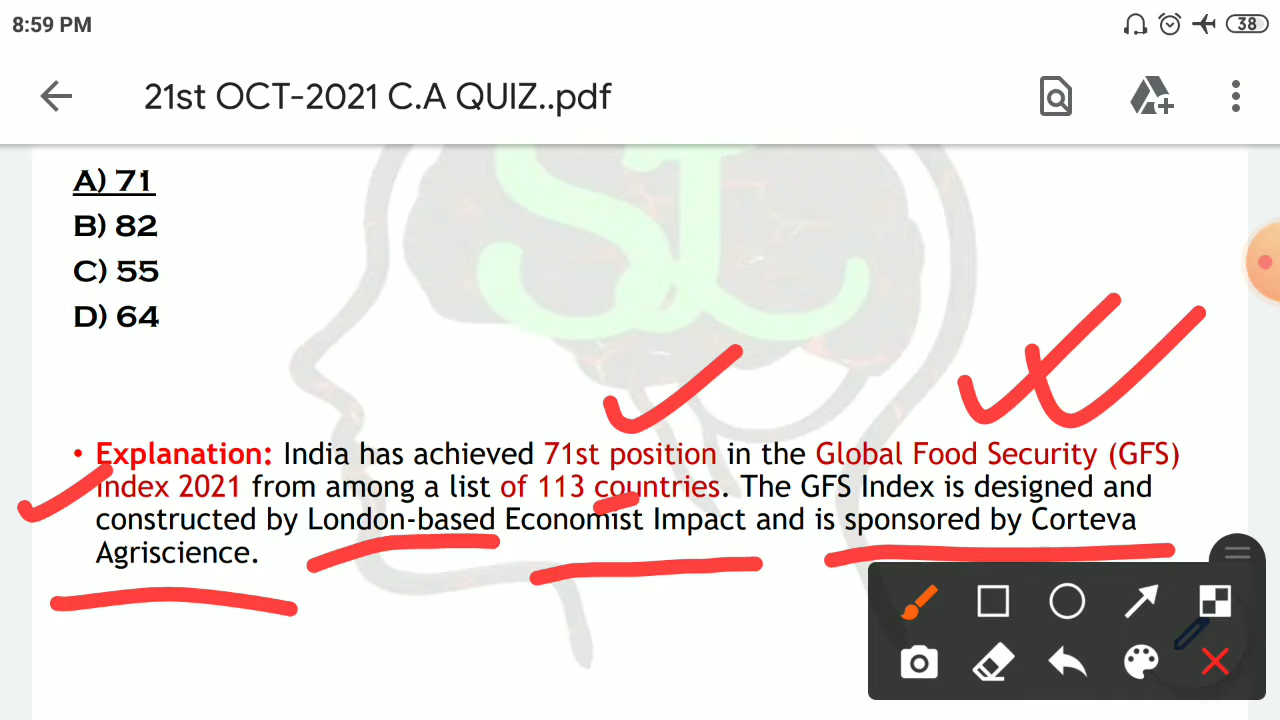 8:59 PM
38
21st OCT-2021 C.A QUIZ..pdf
SL
A) 71
B) 82
C) 55
D) 64
• Explanation: India has achieved 71st position in the Global Food Security (GFS)
Index 2021 from among a list of 113 countries. The GFS Index is designed and
constructed by London-based Economist Impact and is sponsored by Corteva
Agriscience.